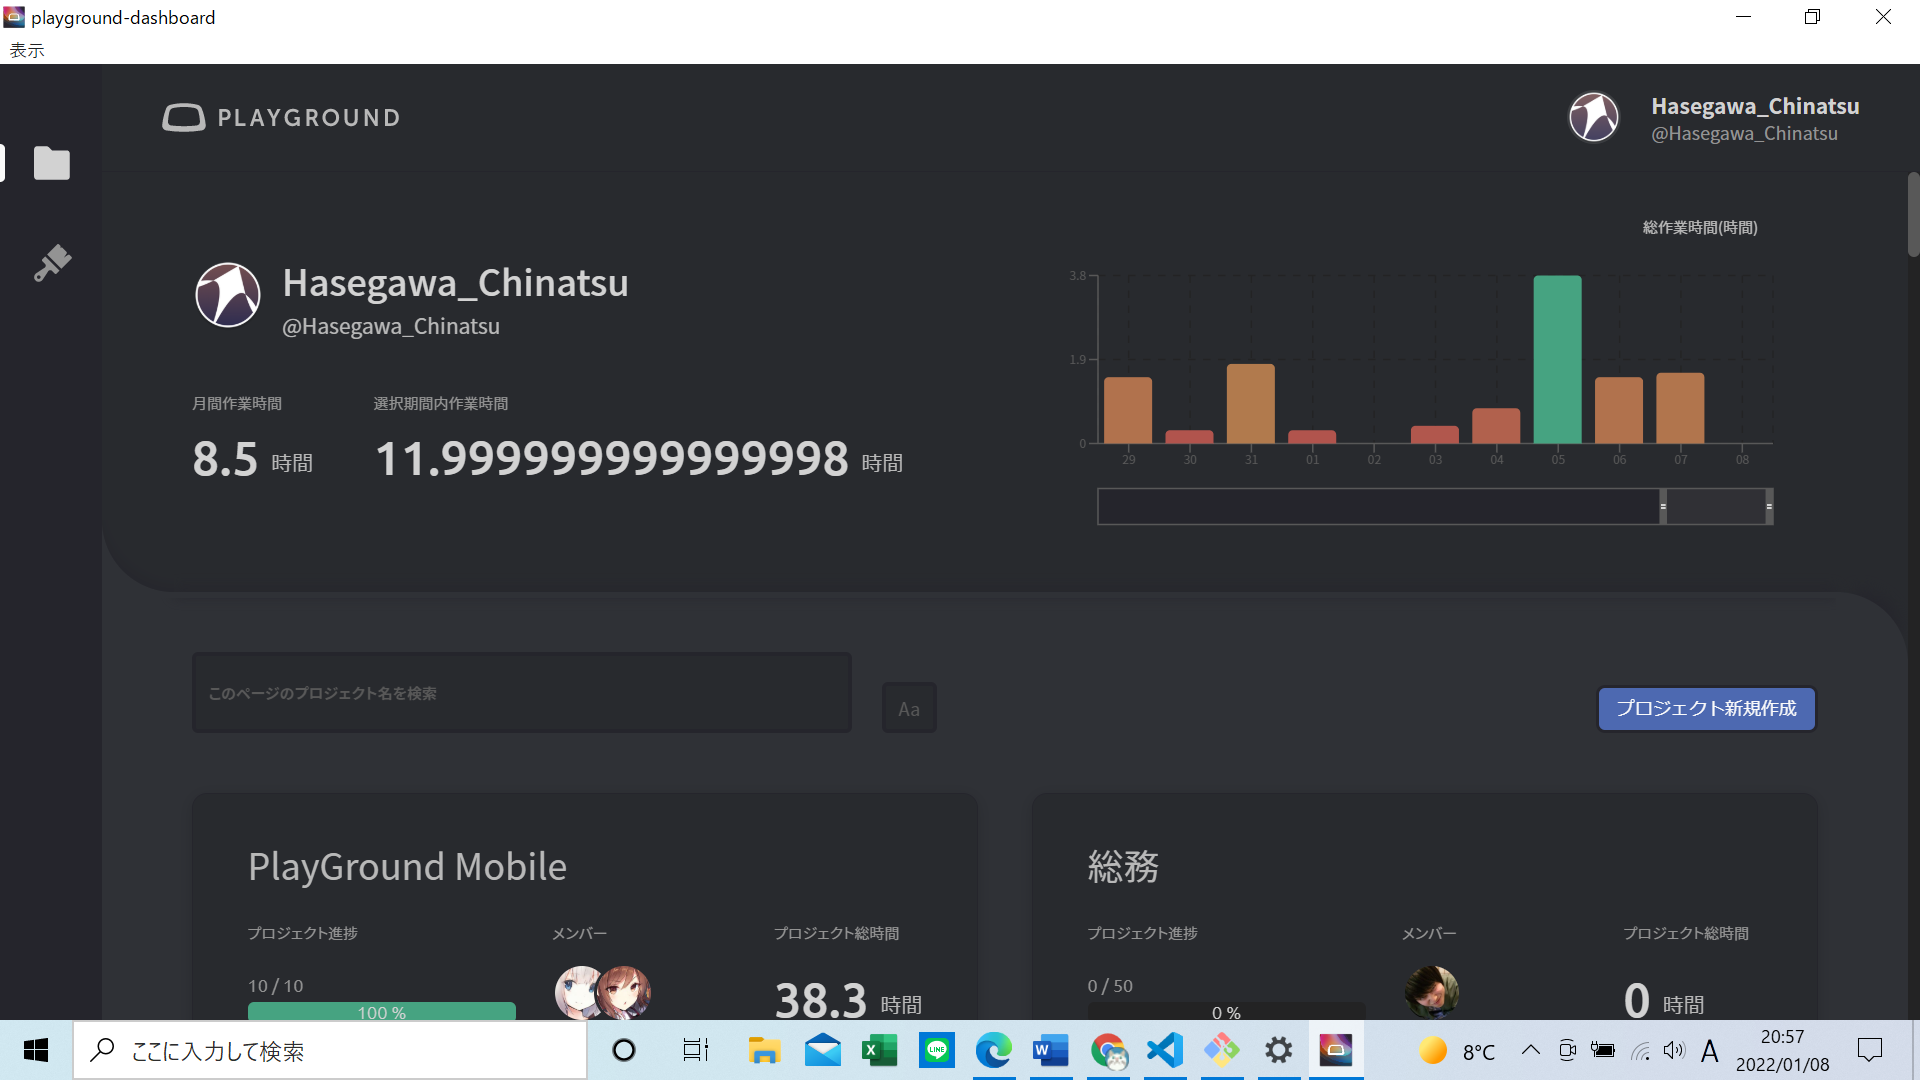 playground-dashboard
表示
PLAYGROUND
Hasegawa_Chinatsu
@Hasegawa_Chinatsu
Hasegawa_Chinatsu
@Hasegawa_Chinatsu
月間作業時間
8.5 時間
選択期間内作業時間
11.999999999999998 時間
総作業時間(時間)
3.8
1.9
0
29 30 31 01 02 03 04 05 06 07 08
このページのプロジェクト名を検索
Aa
プロジェクト新規作成
PlayGround Mobile
プロジェクト進捗 メンバー プロジェクト総時間
10 / 10
100 %
38.3 時間
総務
プロジェクト進捗 メンバー プロジェクト総時間
0 / 50
0 %
0 時間
ここに入力して検索
LINE
8°C
A
20:57
2022/01/08